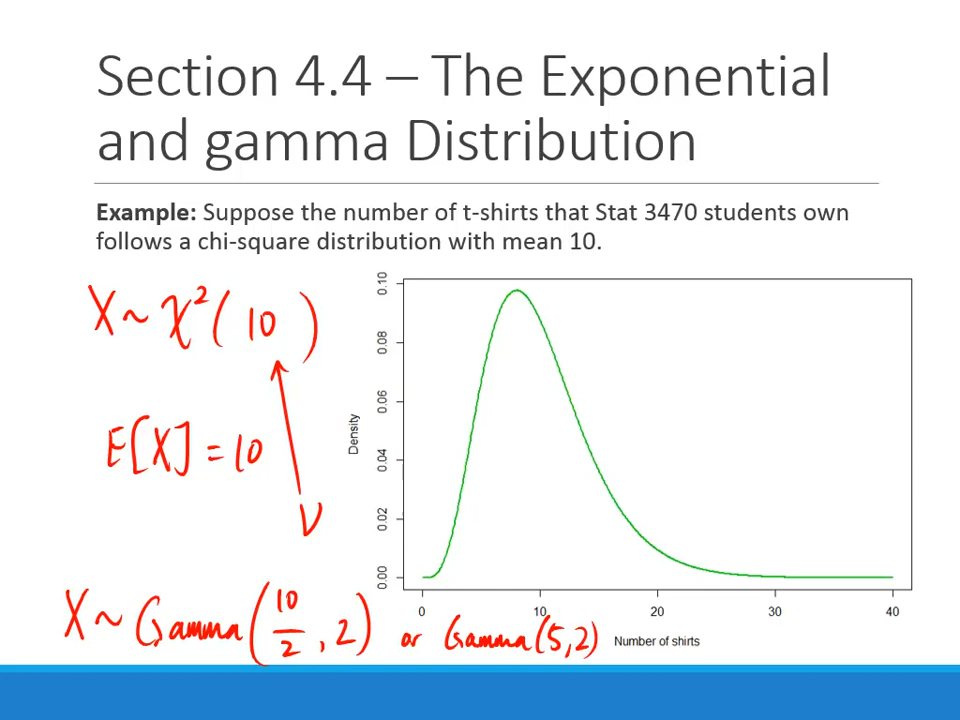 Section 4.4 – The Exponential
and gamma Distribution
Example: Suppose the number of t-shirts that Stat 3470 students own
follows a chi-square distribution with mean 10.
X ~ χ²( 10 )
E[X] = 10
ν
X ~ Gamma(10/2 , 2) or Gamma(5,2)
Density
0.10
0.08
0.06
0.04
0.02
0.00
0 10 20 30 40
Number of shirts